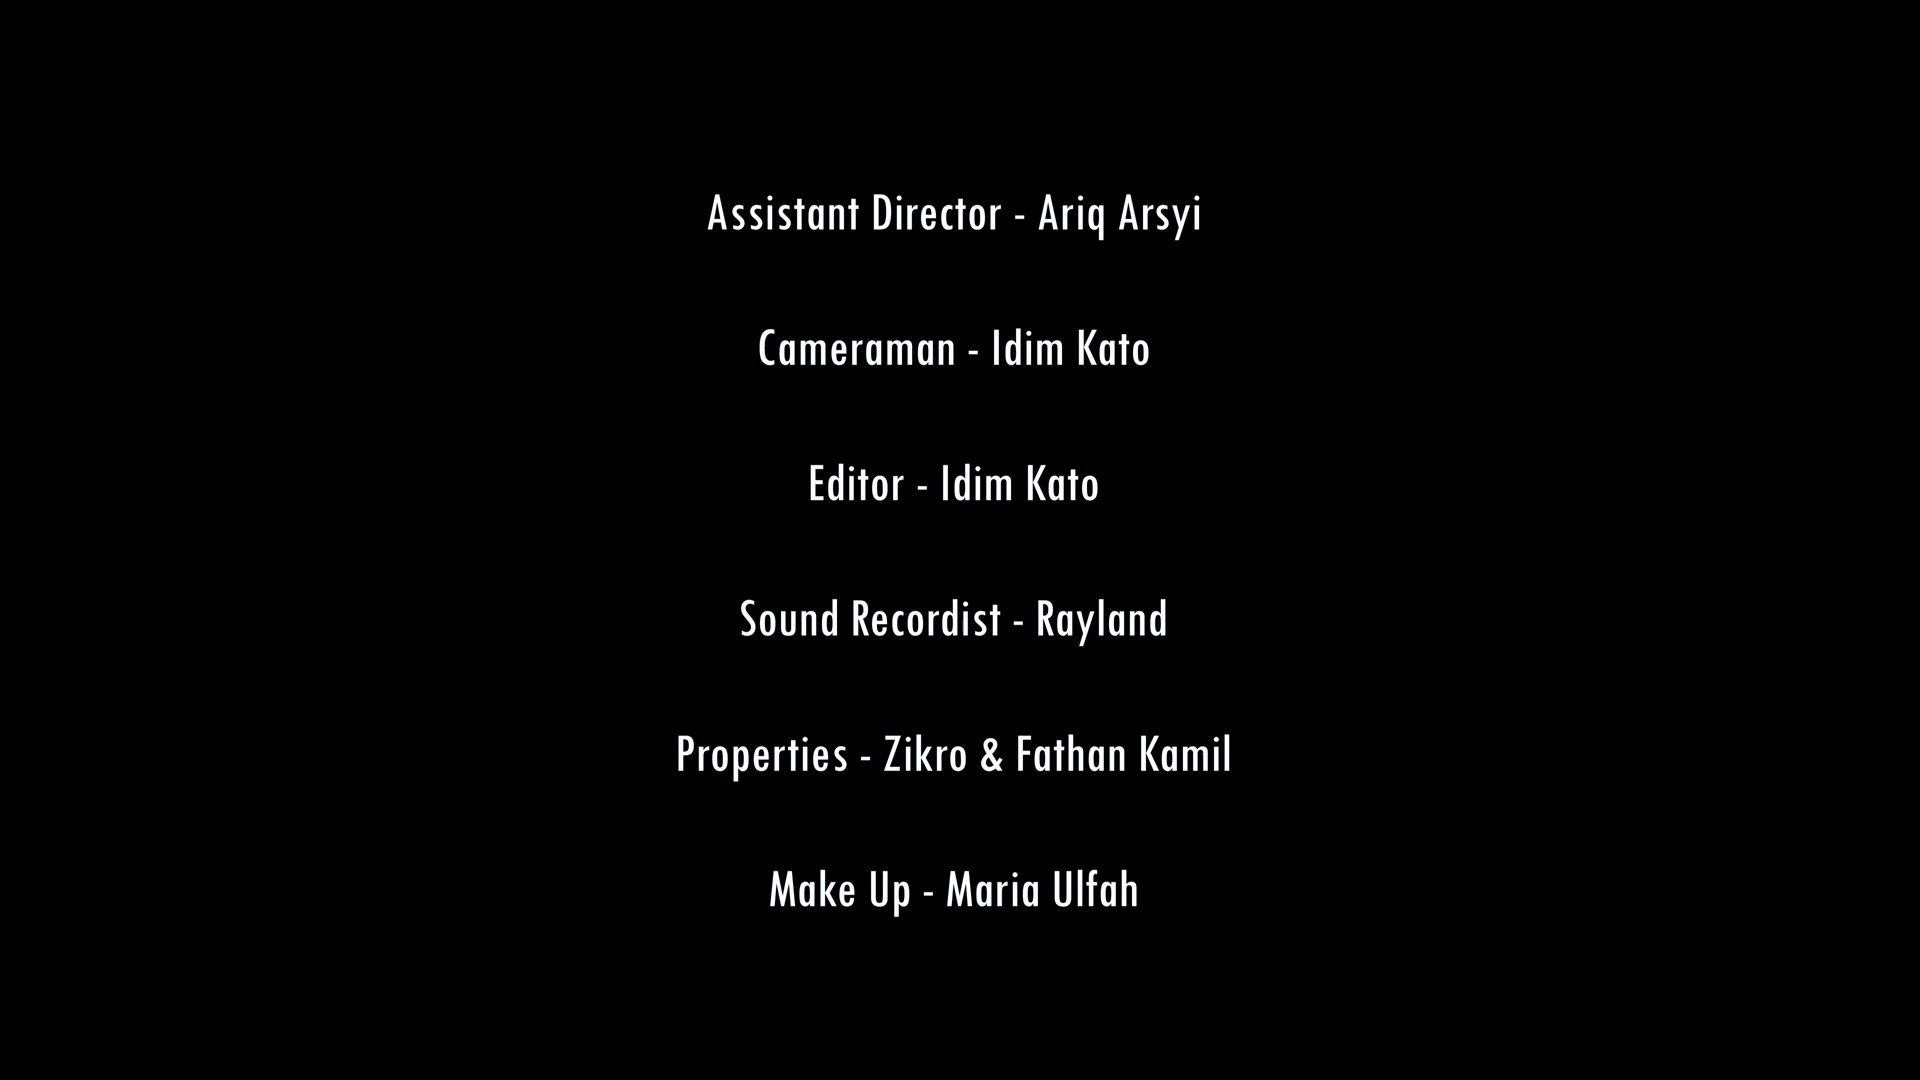 Assistant Director - Ariq Arsyi
Cameraman - Idim Kato
Editor - Idim Kato
Sound Recordist - Rayland
Properties - Zikro & Fathan Kamil
Make Up - Maria Ulfah